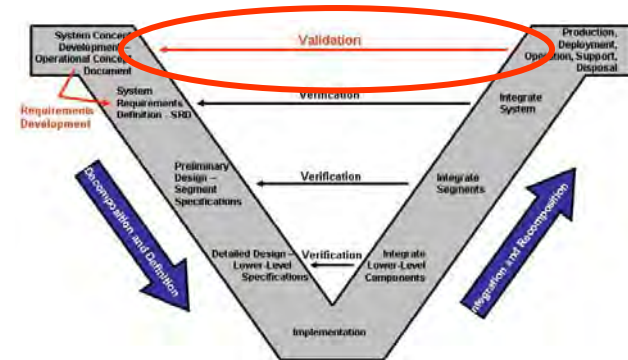 System Concept
Development –
Operational Concept
Document
Validation
Production,
Deployment,
Operation, Support,
Disposal
Requirements
Development
System
Requirements
Definition - SRD
Verification
Integrate
System
Preliminary
Design –
Segment
Specifications
Verification
Integrate
Segments
Decomposition and Definition
Integration and Recomposition
Detailed Design –
Lower-Level
Specifications
Verification
Integrate
Lower-Level
Components
Implementation